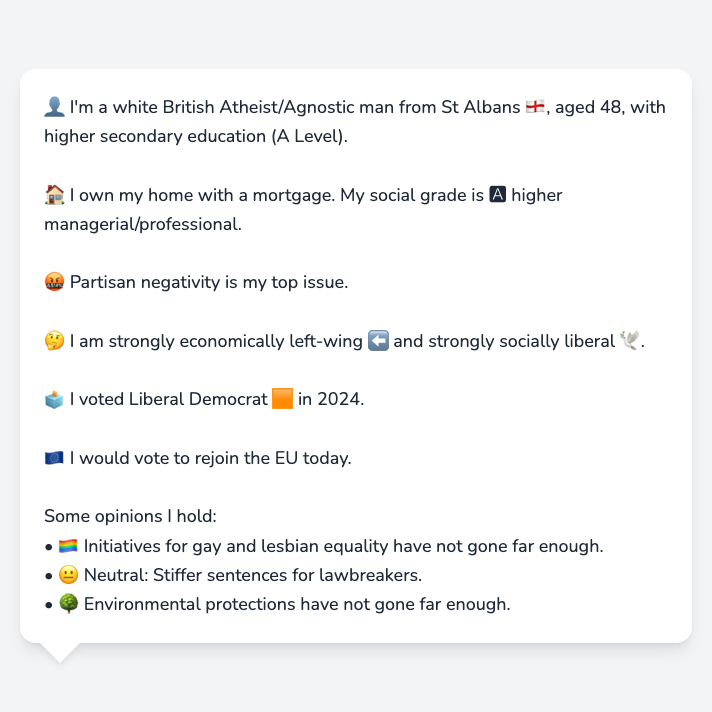 👤 I'm a white British Atheist/Agnostic man from St Albans 🏴󠁧󠁢󠁥󠁮󠁧󠁿, aged 48, with
higher secondary education (A Level).
🏠 I own my home with a mortgage. My social grade is 🅰 higher
managerial/professional.
🤬 Partisan negativity is my top issue.
🤔 I am strongly economically left-wing ⬅️ and strongly socially liberal 🕊️.
🗳️ I voted Liberal Democrat 🟧 in 2024.
🇪🇺 I would vote to rejoin the EU today.
Some opinions I hold:
• 🏳️‍🌈 Initiatives for gay and lesbian equality have not gone far enough.
• 😐 Neutral: Stiffer sentences for lawbreakers.
• 🌳 Environmental protections have not gone far enough.